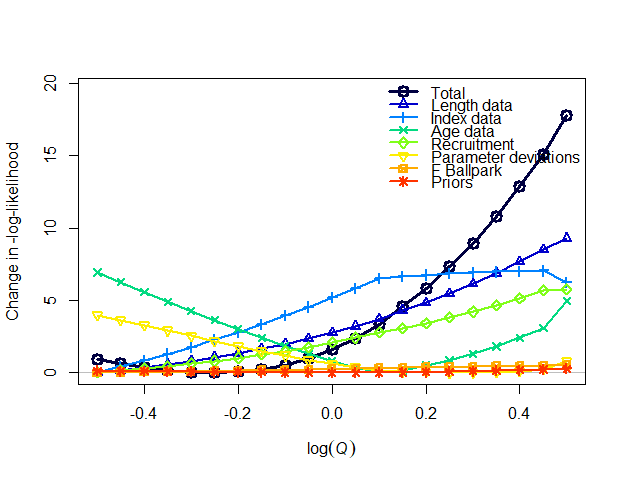 Total
Length data
Index data
Age data
Recruitment
Parameter deviations
F Ballpark
Priors
Change in -log-likelihood
20
15
10
5
0
-0.4 -0.2 0.0 0.2 0.4
log(Q)